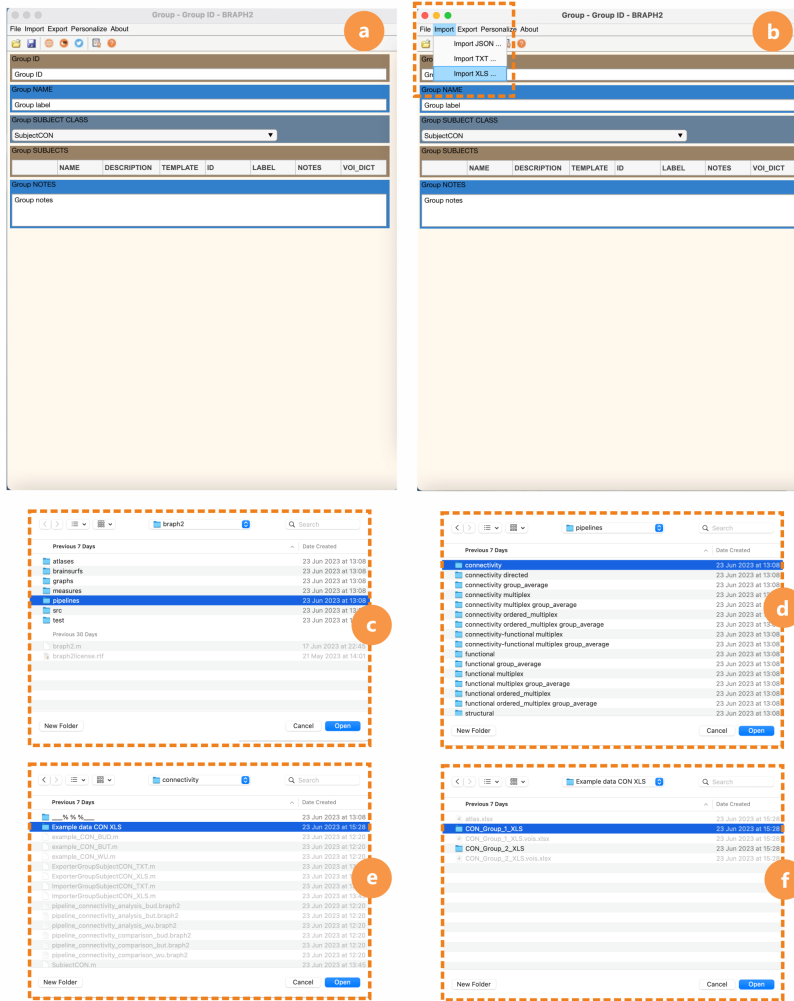 Group - Group ID - BRAPH2
a
File Import Export Personalize About
Group ID
Group ID
Group NAME
Group label
Group SUBJECT CLASS
SubjectCON
Group SUBJECTS
NAME DESCRIPTION TEMPLATE ID LABEL NOTES VOI_DICT
Group NOTES
Group notes
Group - Group ID - BRAPH2
b
File Import Export Personalize About
Import JSON ...
Import TXT ...
Import XLS ...
Group NAME
Group label
Group SUBJECT CLASS
SubjectCON
Group SUBJECTS
NAME DESCRIPTION TEMPLATE ID LABEL NOTES VOI_DICT
Group NOTES
Group notes
braph2 Search
Previous 7 Days Date Created
atlases 23 Jun 2023 at 13:08
brainsurfs 23 Jun 2023 at 13:08
graphs 23 Jun 2023 at 13:08
measures 23 Jun 2023 at 13:08
pipelines 23 Jun 2023 at 13:08
src 23 Jun 2023 at
test 23 Jun 2023 at
c
Previous 30 Days
braph2.m 17 Jun 2023 at 22:45
braph2license.rtf 21 May 2023 at 14:01
New Folder Cancel Open
pipelines Search
Previous 7 Days Date Created
connectivity 23 Jun 2023 at 13:08
connectivity directed 23 Jun 2023 at 13:08
connectivity group_average 23 Jun 2023 at 13:08
connectivity multiplex 23 Jun 2023 at
connectivity multiplex group_average 23 Jun 2023 at
connectivity ordered_multiplex 23 Jun 2023 at
connectivity ordered_multiplex group_average 23 Jun 2023 at
connectivity-functional multiplex 23 Jun 2023 at 13:08
connectivity-functional multiplex group_average 23 Jun 2023 at 13:08
functional 23 Jun 2023 at 13:08
functional group_average 23 Jun 2023 at 13:08
functional multiplex 23 Jun 2023 at 13:08
functional multiplex group_average 23 Jun 2023 at 13:08
functional ordered_multiplex 23 Jun 2023 at 13:08
functional ordered_multiplex group_average 23 Jun 2023 at 13:08
structural 23 Jun 2023 at 13:08
d
New Folder Cancel Open
connectivity Search
Previous 7 Days Date Created
___% % %___ 23 Jun 2023 at 13:08
Example data CON XLS 23 Jun 2023 at 15:28
example_CON_BUD.m 23 Jun 2023 at 12:20
example_CON_BUT.m 23 Jun 2023 at 12:20
example_CON_WU.m 23 Jun 2023 at 12:20
ExporterGroupSubjectCON_TXT.m 23 Jun 2023 at
ExporterGroupSubjectCON_XLS.m 23 Jun 2023 at
ImporterGroupSubjectCON_TXT.m 23 Jun 2023 at
ImporterGroupSubjectCON_XLS.m 23 Jun 2023 at
pipeline_connectivity_analysis_bud.braph2 23 Jun 2023 at 12:20
pipeline_connectivity_analysis_but.braph2 23 Jun 2023 at 12:20
pipeline_connectivity_analysis_wu.braph2 23 Jun 2023 at 12:20
pipeline_connectivity_comparison_bud.braph2 23 Jun 2023 at 12:20
pipeline_connectivity_comparison_but.braph2 23 Jun 2023 at 12:20
pipeline_connectivity_comparison_wu.braph2 23 Jun 2023 at 12:20
SubjectCON.m 23 Jun 2023 at 13:45
e
New Folder Cancel Open
Example data CON XLS Search
Previous 7 Days Date Created
atlas.xlsx 23 Jun 2023 at 15:28
CON_Group_1_XLS 23 Jun 2023 at 15:28
CON_Group_1_XLS.vois.xlsx 23 Jun 2023 at 15:28
CON_Group_2_XLS 23 Jun 2023 at 15:28
CON_Group_2_XLS.vois.xlsx 23 Jun 2023 at 15:28
f
New Folder Cancel Open